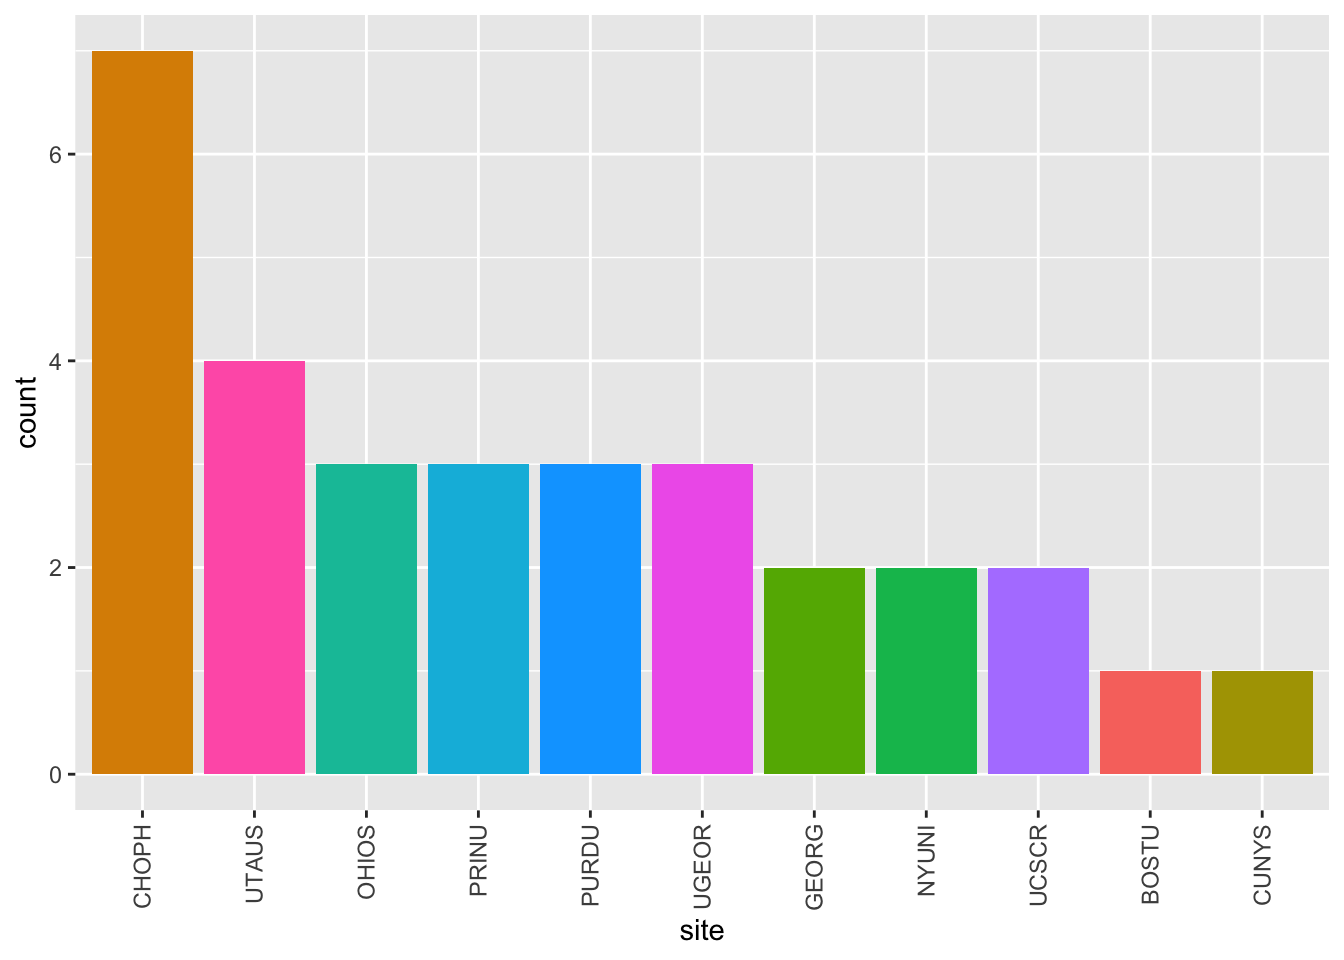 6
4
2
0
count
CHOPH
UTAUS
OHIOS
PRINU
PURDU
UGEOR
GEORG
NYUNI
UCSCR
BOSTU
CUNYS
site